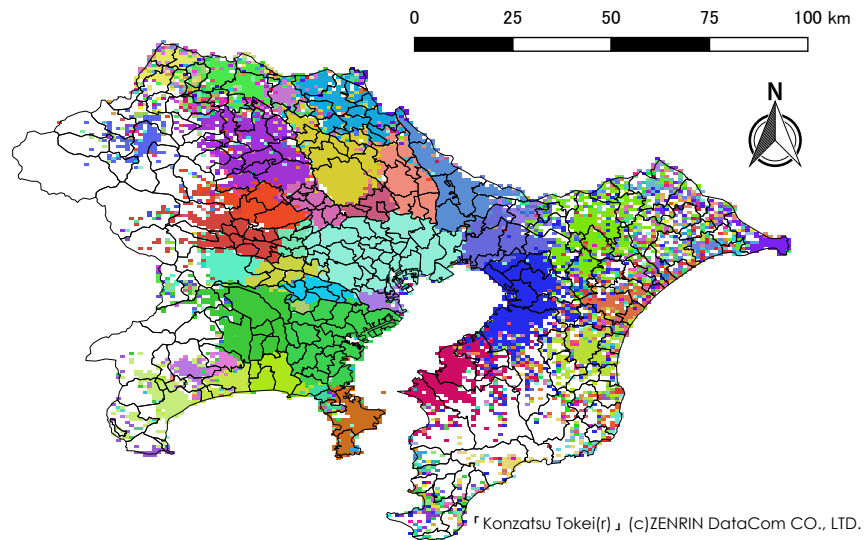 0 25 50 75 100 km
N
「Konzatsu Tokei(r)」(c)ZENRIN DataCom CO., LTD.